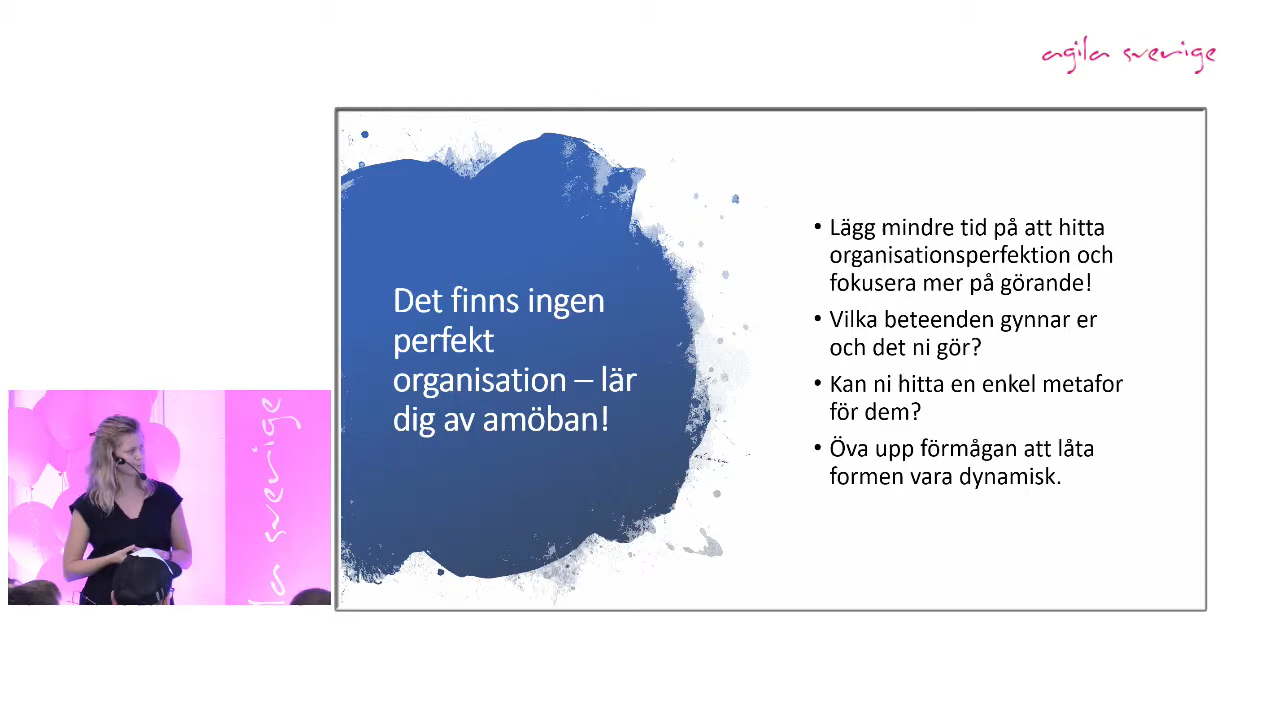 agila sverige
Det finns ingen
perfekt
organisation – lär
dig av amöban!
• Lägg mindre tid på att hitta
organisationsperfektion och
fokusera mer på görande!
• Vilka beteenden gynnar er
och det ni gör?
• Kan ni hitta en enkel metafor
för dem?
• Öva upp förmågan att låta
formen vara dynamisk.
la sverige